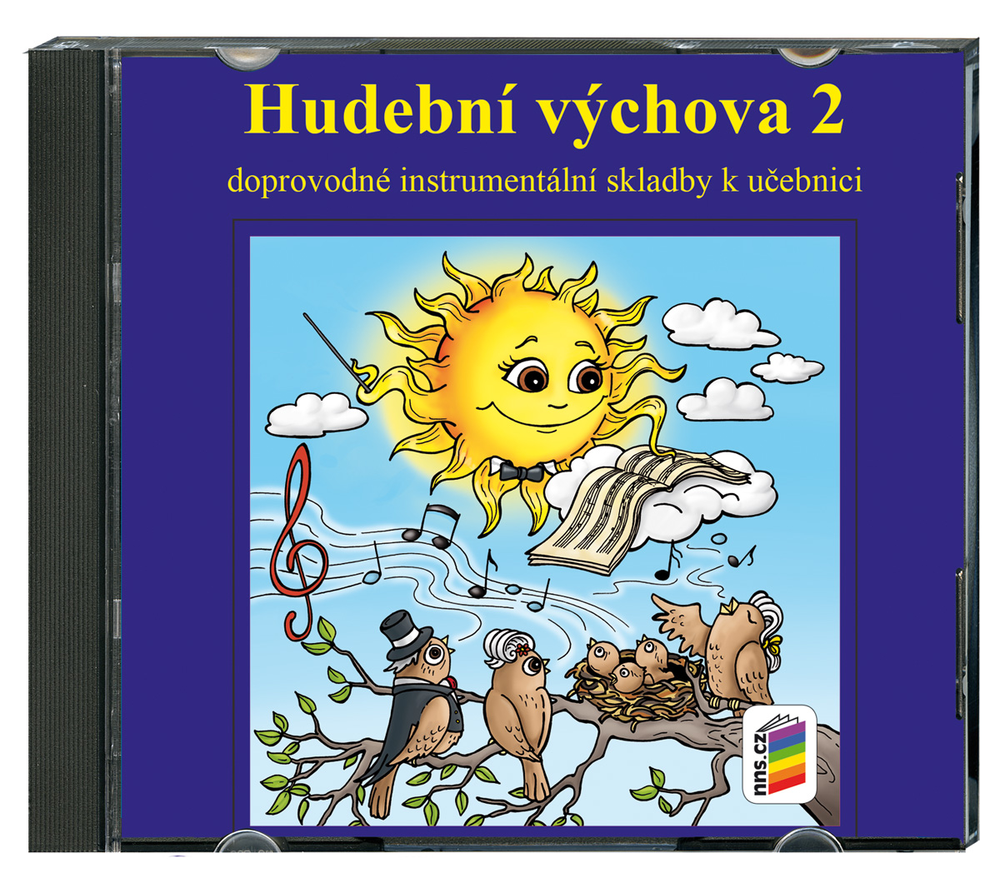 Hudební výchova 2
doprovodné instrumentální skladby k učebnici
nns.cz